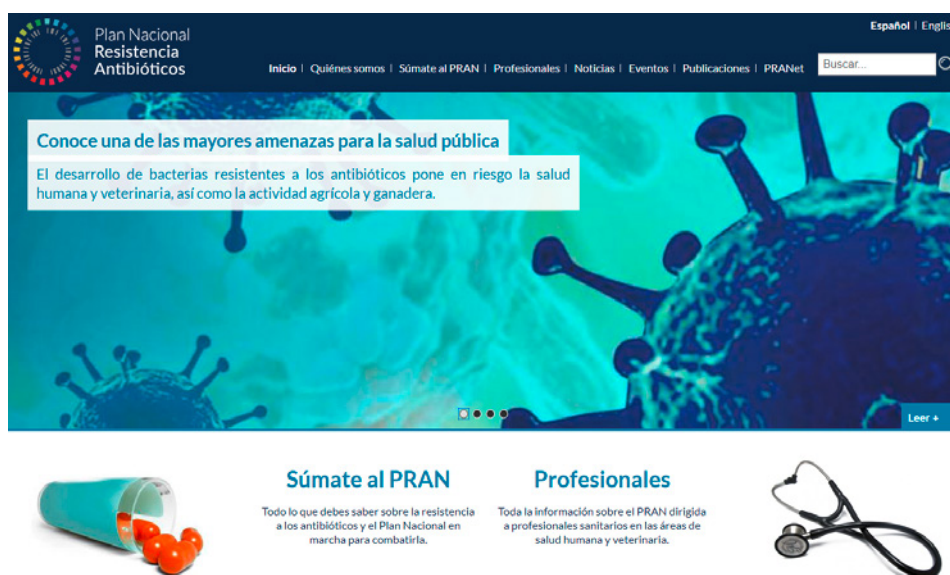 Plan Nacional
Resistencia
Antibióticos
Español | Englis
Inicio | Quiénes somos | Súmate al PRAN | Profesionales | Noticias | Eventos | Publicaciones | PRANet
Buscar...
Conoce una de las mayores amenazas para la salud pública
El desarrollo de bacterias resistentes a los antibióticos pone en riesgo la salud
humana y veterinaria, así como la actividad agrícola y ganadera.
Leer +
Súmate al PRAN
Todo lo que debes saber sobre la resistencia
a los antibióticos y el Plan Nacional en
marcha para combatirla.
Profesionales
Toda la información sobre el PRAN dirigida
a profesionales sanitarios en las áreas de
salud humana y veterinaria.